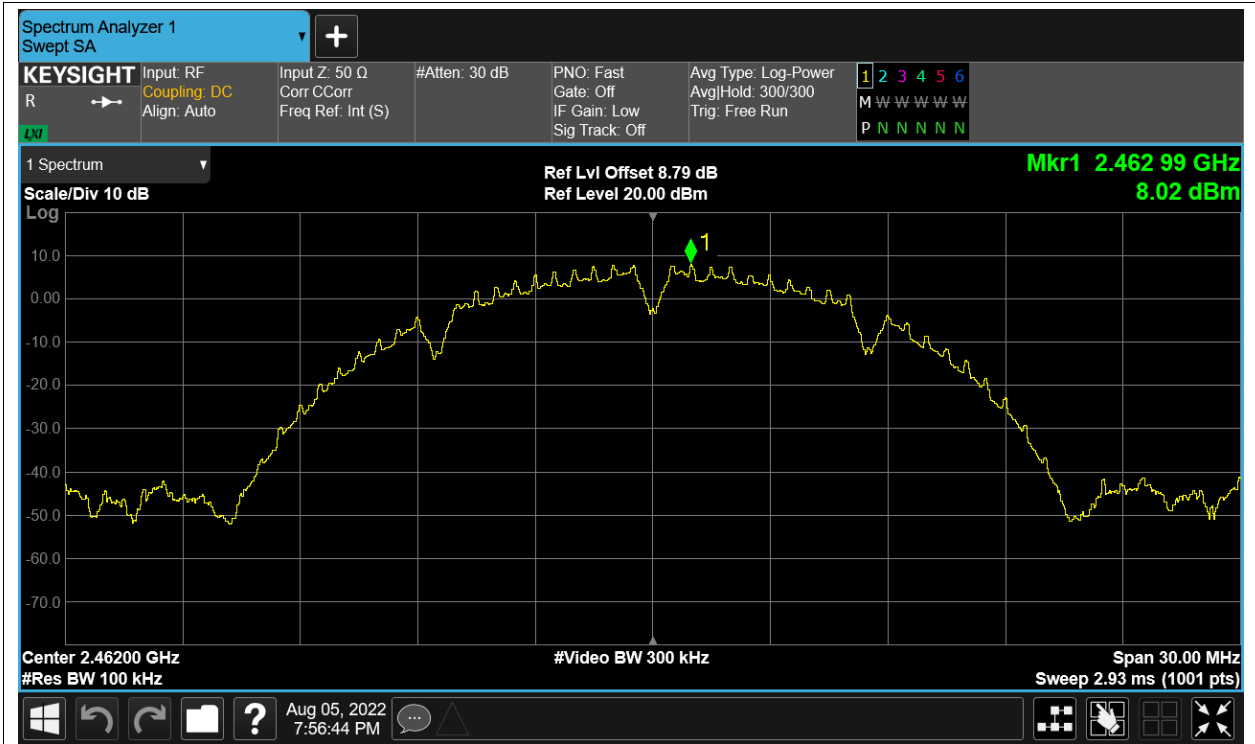 Spectrum Analyzer 1
Swept SA
+
KEYSIGHT
R
LXI
Input: RF
Coupling: DC
Align: Auto
Input Z: 50 Ω
Corr CCorr
Freq Ref: Int (S)
#Atten: 30 dB
PNO: Fast
Gate: Off
IF Gain: Low
Sig Track: Off
Avg Type: Log-Power
Avg|Hold: 300/300
Trig: Free Run
1 2 3 4 5 6
M W W W W W
P N N N N N
1 Spectrum
Scale/Div 10 dB
Log
Ref Lvl Offset 8.79 dB
Ref Level 20.00 dBm
Mkr1 2.462 99 GHz
8.02 dBm
1
10.0
0.00
-10.0
-20.0
-30.0
-40.0
-50.0
-60.0
-70.0
Center 2.46200 GHz
#Res BW 100 kHz
#Video BW 300 kHz
Span 30.00 MHz
Sweep 2.93 ms (1001 pts)
?
Aug 05, 2022
7:56:44 PM